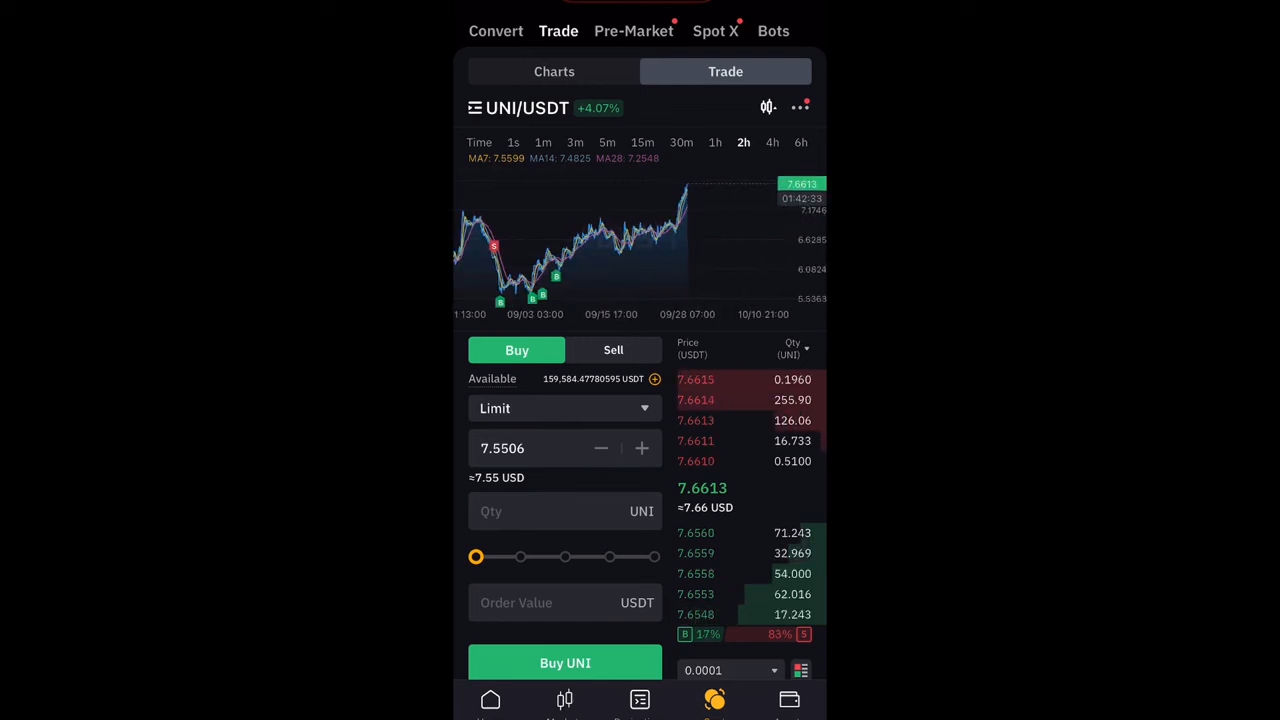 Convert Trade Pre-Market Spot X Bots
Charts Trade
UNI/USDT +4.07%
Time 1s 1m 3m 5m 15m 30m 1h 2h 4h 6h
MA7: 7.5599 MA14: 7.4825 MA28: 7.2548
7.6613
01:42:33
7.1746
S
6.6285
B
6.0824
B B B
5.5363
1 13:00 09/03 03:00 09/15 17:00 09/28 07:00 10/10 21:00
Buy Sell
Available 159,584.47780595 USDT
Limit
7.5506
≈7.55 USD
Qty UNI
Order Value USDT
Buy UNI
Price (USDT) Qty (UNI)
7.6615 0.1960
7.6614 255.90
7.6613 126.06
7.6611 16.733
7.6610 0.5100
7.6613
≈7.66 USD
7.6560 71.243
7.6559 32.969
7.6558 54.000
7.6553 62.016
7.6548 17.243
B 17% 83% S
0.0001